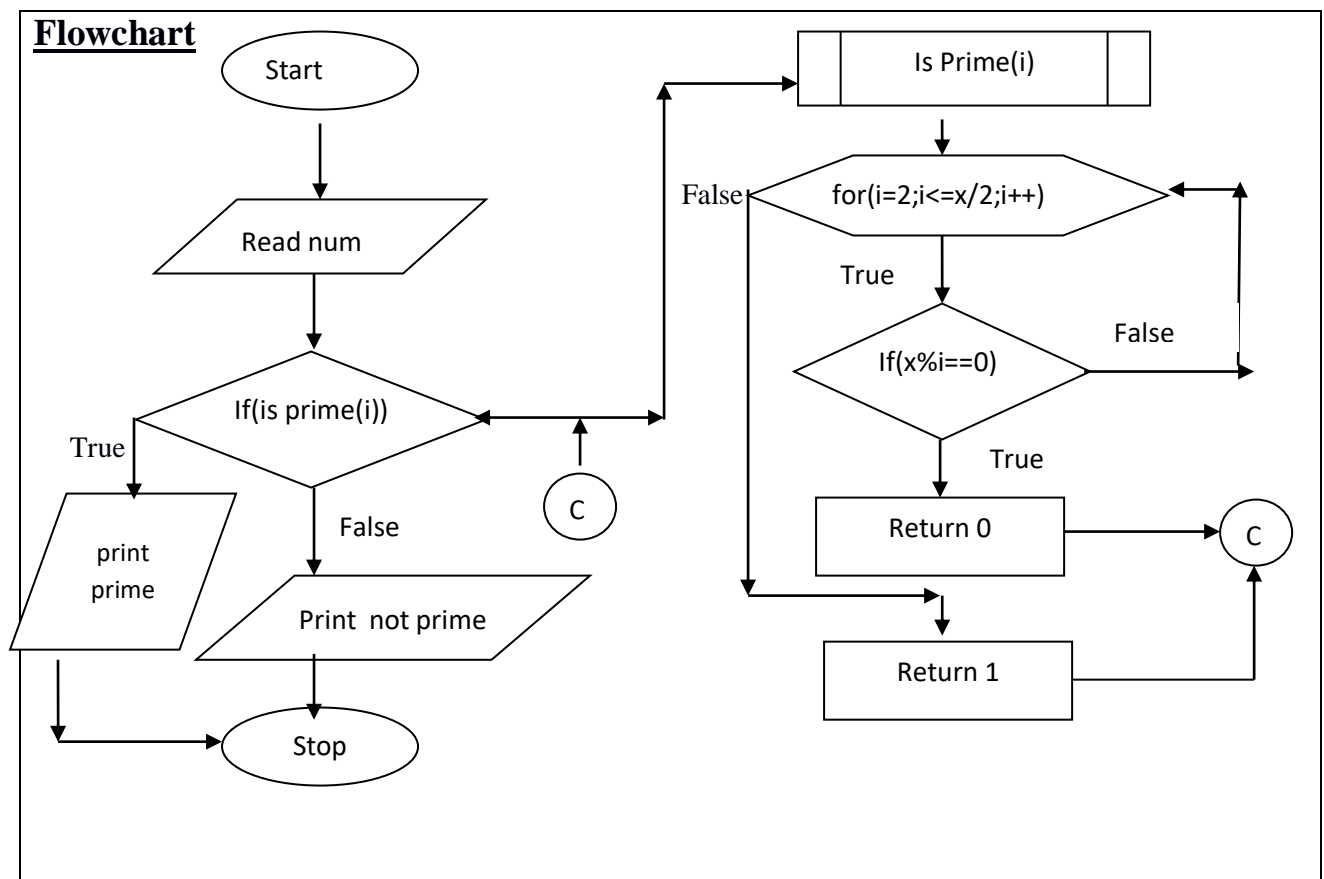 Flowchart
Start
Read num
If(is prime(i))
True
False
C
print
prime
Print  not prime
Stop
Is Prime(i)
for(i=2;i<=x/2;i++)
False
True
If(x%i==0)
False
True
Return 0
C
Return 1